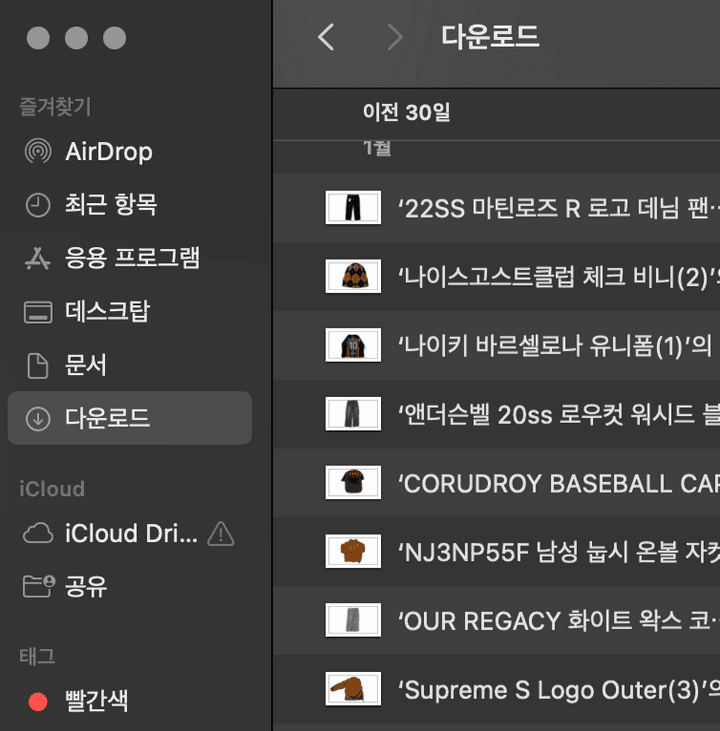 즐겨찾기
AirDrop
최근 항목
응용 프로그램
데스크탑
문서
다운로드
iCloud
iCloud Dri...
공유
태그
빨간색
다운로드
이전 30일
1월
‘22SS 마틴로즈 R 로고 데님 팬…
‘나이스고스트클럽 체크 비니(2)’의
‘나이키 바르셀로나 유니폼(1)’의
‘앤더슨벨 20ss 로우컷 워시드 블
‘CORUDROY BASEBALL CAP
‘NJ3NP55F 남성 눕시 온볼 자켓
‘OUR REGACY 화이트 왁스 코…
‘Supreme S Logo Outer(3)’의